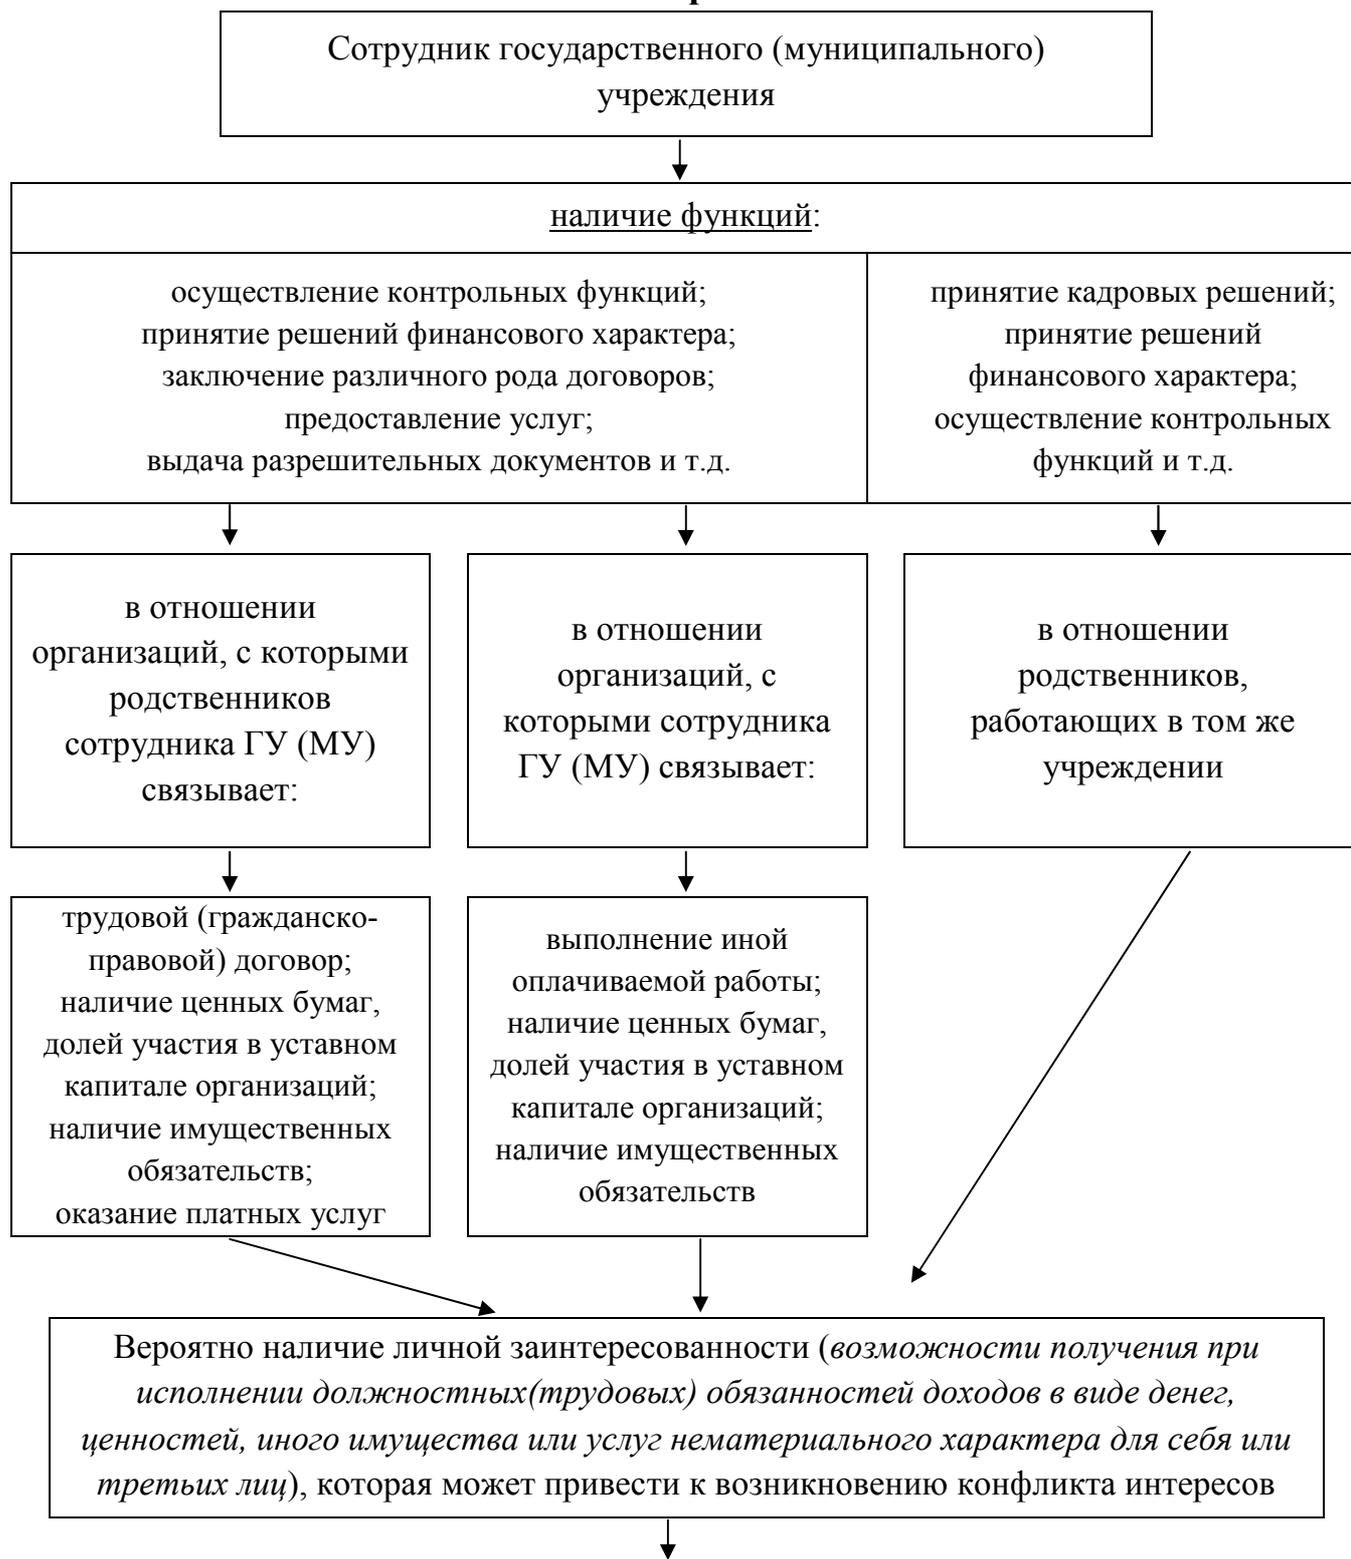 Сотрудник государственного (муниципального)
учреждения
наличие функций:
осуществление контрольных функций;
принятие решений финансового характера;
заключение различного рода договоров;
предоставление услуг;
выдача разрешительных документов и т.д.
принятие кадровых решений;
принятие решений
финансового характера;
осуществление контрольных
функций и т.д.
в отношении
организаций, с которыми
родственников
сотрудника ГУ (МУ)
связывает:
в отношении
организаций, с
которыми сотрудника
ГУ (МУ) связывает:
в отношении
родственников,
работающих в том же
учреждении
трудовой (гражданско-
правовой) договор;
наличие ценных бумаг,
долей участия в уставном
капитале организаций;
наличие имущественных
обязательств;
оказание платных услуг
выполнение иной
оплачиваемой работы;
наличие ценных бумаг,
долей участия в уставном
капитале организаций;
наличие имущественных
обязательств
Вероятно наличие личной заинтересованности (возможности получения при
исполнении должностных(трудовых) обязанностей доходов в виде денег,
ценностей, иного имущества или услуг нематериального характера для себя или
третьих лиц), которая может привести к возникновению конфликта интересов